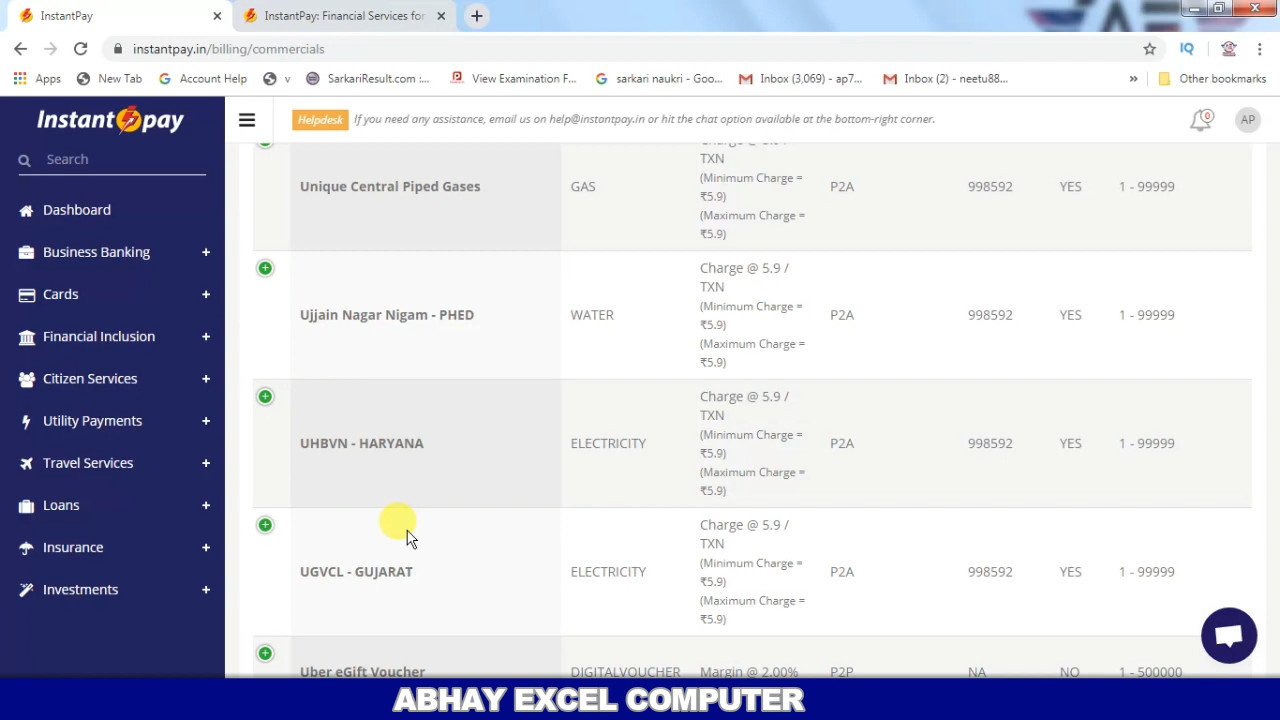 InstantPay
InstantPay: Financial Services for
instantpay.in/billing/commercials
Apps
New Tab
Account Help
v
SarkariResult.com :...
View Examination F...
sarkari naukri - Goo...
Inbox (3,069) - ap7...
Inbox (2) - neetu88...
»
Other bookmarks
Instant pay
Helpdesk
If you need any assistance, email us on help@instantpay.in or hit the chat option available at the bottom-right corner.
0
AP
Search
Dashboard
Business Banking +
Cards +
Financial Inclusion +
Citizen Services +
Utility Payments +
Travel Services +
Loans +
Insurance +
Investments +
TXN
(Minimum Charge =
₹5.9)
(Maximum Charge =
₹5.9)
Unique Central Piped Gases
GAS
P2A
998592
YES
1 - 99999
Charge @ 5.9 /
TXN
(Minimum Charge =
₹5.9)
(Maximum Charge =
₹5.9)
Ujjain Nagar Nigam - PHED
WATER
P2A
998592
YES
1 - 99999
Charge @ 5.9 /
TXN
(Minimum Charge =
₹5.9)
(Maximum Charge =
₹5.9)
UHBVN - HARYANA
ELECTRICITY
P2A
998592
YES
1 - 99999
Charge @ 5.9 /
TXN
(Minimum Charge =
₹5.9)
(Maximum Charge =
₹5.9)
UGVCL - GUJARAT
ELECTRICITY
P2A
998592
YES
1 - 99999
Uber eGift Voucher
DIGITALVOUCHER
Margin @ 2.00%
P2P
NA
NO
1 - 500000
ABHAY EXCEL COMPUTER